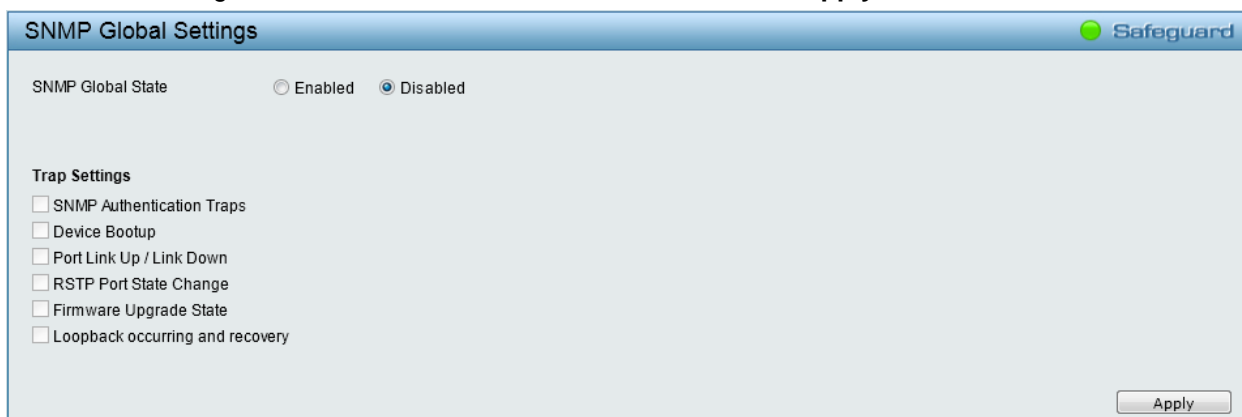 SNMP Global Settings
Safeguard
SNMP Global State Enabled Disabled
Trap Settings
SNMP Authentication Traps
Device Bootup
Port Link Up / Link Down
RSTP Port State Change
Firmware Upgrade State
Loopback occurring and recovery
Apply